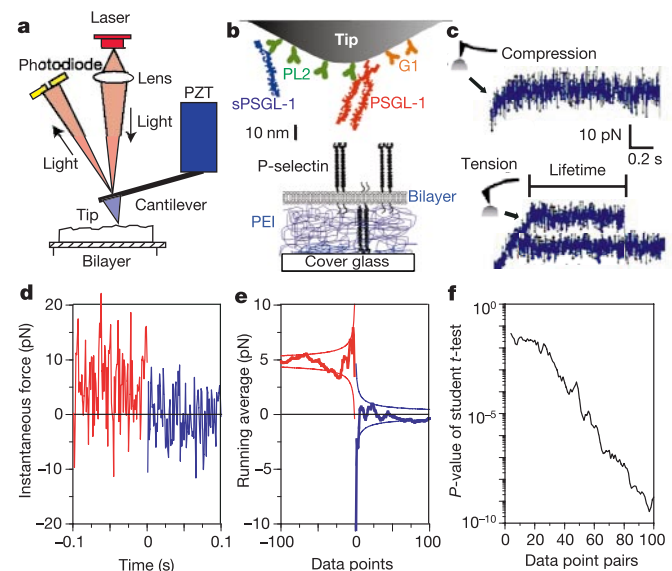 a
Laser
Photodiode
Lens
PZT
Light
Light
Cantilever
Tip
Bilayer
b
Tip
PL2
G1
sPSGL-1
PSGL-1
10 nm
P-selectin
Bilayer
PEI
Cover glass
c
Compression
10 pN
0.2 s
Tension
Lifetime
d
Instantaneous force (pN)
20
10
0
−10
−20
−0.1
0
0.1
Time (s)
e
Running average (pN)
10
5
0
−5
−10
−100
0
100
Data points
f
P-value of student t-test
10⁰
10⁻⁵
10⁻¹⁰
0 20 40 60 80 100
Data point pairs